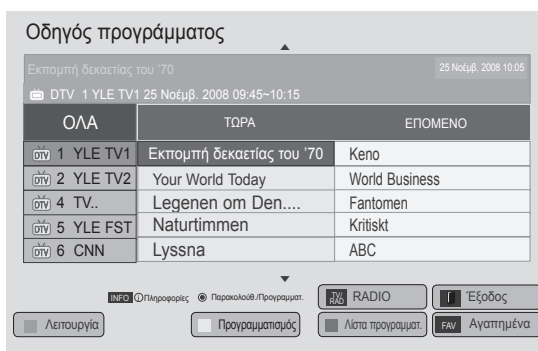 Οδηγός προγράμματος
Εκπομπή δεκαετίας του '70 25 Νοέμβ. 2008 10:05
DTV 1 YLE TV1 25 Νοέμβ. 2008 09:45~10:15
ΟΛΑ ΤΩΡΑ ΕΠΟΜΕΝΟ
DTV 1 YLE TV1 Εκπομπή δεκαετίας του '70 Keno
DTV 2 YLE TV2 Your World Today World Business
DTV 4 TV.. Legenen om Den.... Fantomen
DTV 5 YLE FST Naturtimmen Kritiskt
DTV 6 CNN Lyssna ABC
INFO ⓘ Πληροφορίες ◉ Παρακολούθ./Προγραμματ. TV/RAD RADIO Έξοδος
Λειτουργία Προγραμματισμός Λίστα προγραμματ. FAV Αγαπημένα